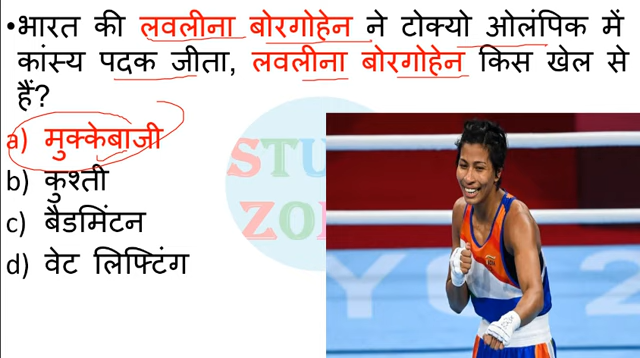 •भारत की लवलीना बोरगोहेन ने टोक्यो ओलंपिक में
कांस्य पदक जीता, लवलीना बोरगोहेन किस खेल से
हैं?
a) मुक्केबाजी
b) कुश्ती
c) बैडमिंटन
d) वेट लिफ्टिंग